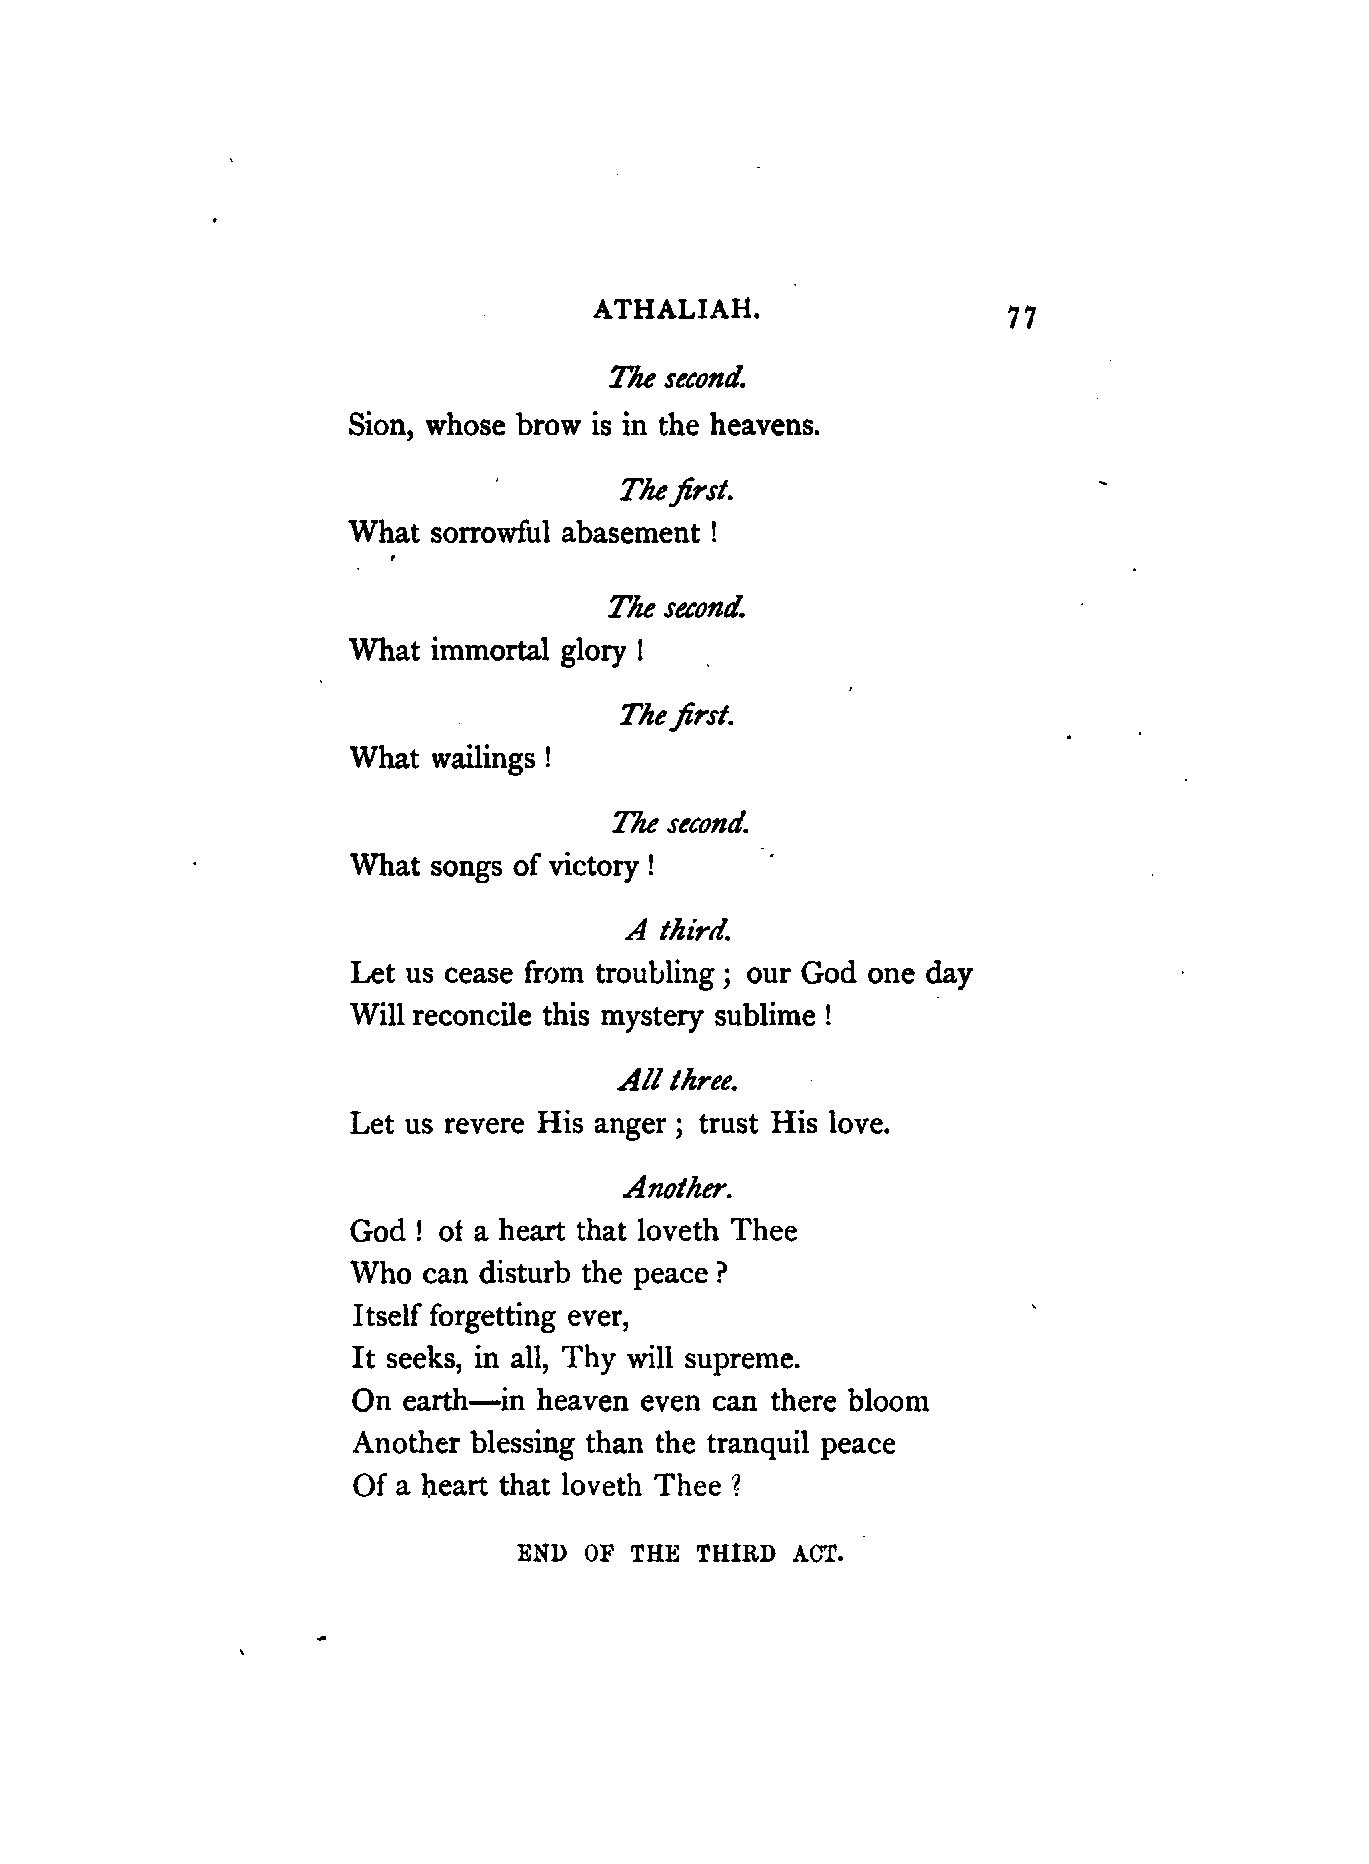 ATHALIAH. 77
The second.
Sion, whose brow is in the heavens.
The first.
What sorrowful abasement !
The second.
What immortal glory !
The first.
What wailings !
The second.
What songs of victory !
A third.
Let us cease from troubling ; our God one day
Will reconcile this mystery sublime !
All three.
Let us revere His anger ; trust His love.
Another.
God ! of a heart that loveth Thee
Who can disturb the peace ?
Itself forgetting ever,
It seeks, in all, Thy will supreme.
On earth—in heaven even can there bloom
Another blessing than the tranquil peace
Of a heart that loveth Thee ?
END OF THE THIRD ACT.